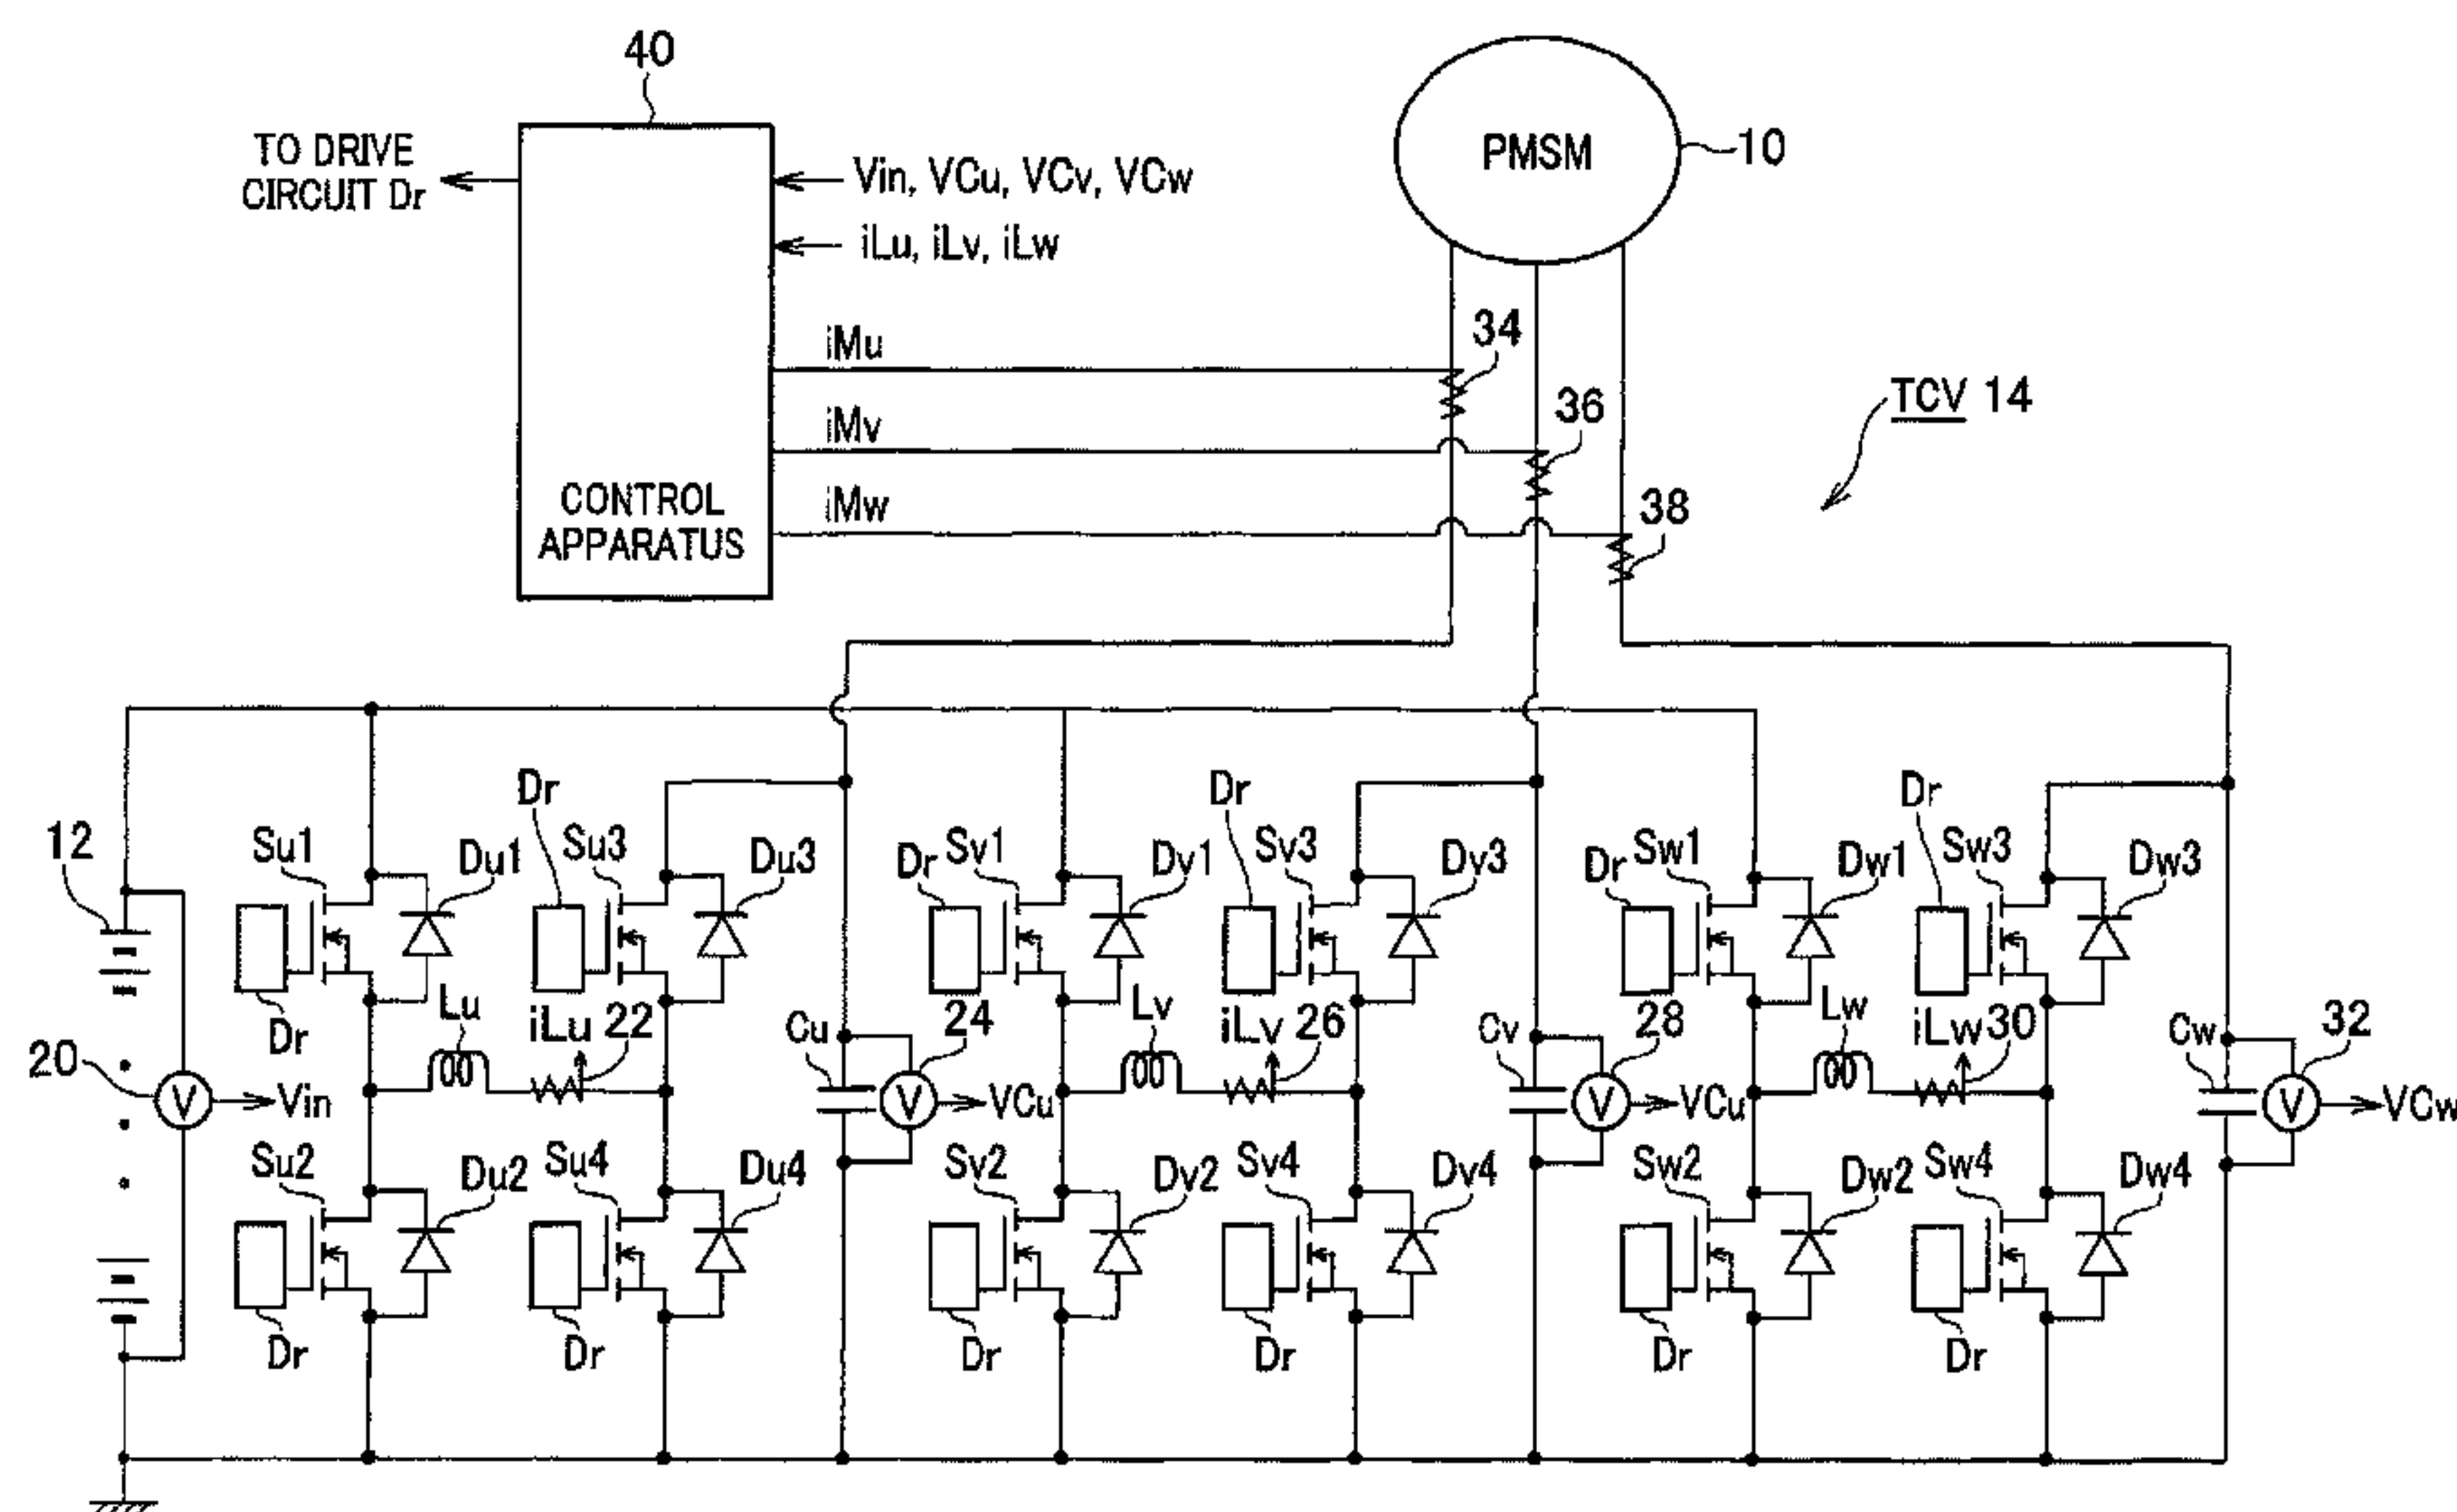 40
TO DRIVE
CIRCUIT Dr
Vin, VCu, VCv, VCw
iLu, iLv, iLw
PMSM
10
iMu
iMv
iMw
CONTROL
APPARATUS
34
36
38
TCV 14
12
Su1
Du1
Dr
Su3
Du3
Dr
Sv1
Dv1
Dr
Sv3
Dv3
Dr
Sw1
Dw1
Dr
Sw3
Dw3
Dr
Lu
iLu 22
Cu
24
Lv
iLv 26
Cv
28
Lw
iLw 30
Cw
32
20
V
Vin
V
VCu
V
VCu
V
VCw
Su2
Du2
Su4
Du4
Sv2
Dv2
Sv4
Dv4
Sw2
Dw2
Sw4
Dw4
Dr
Dr
Dr
Dr
Dr
Dr